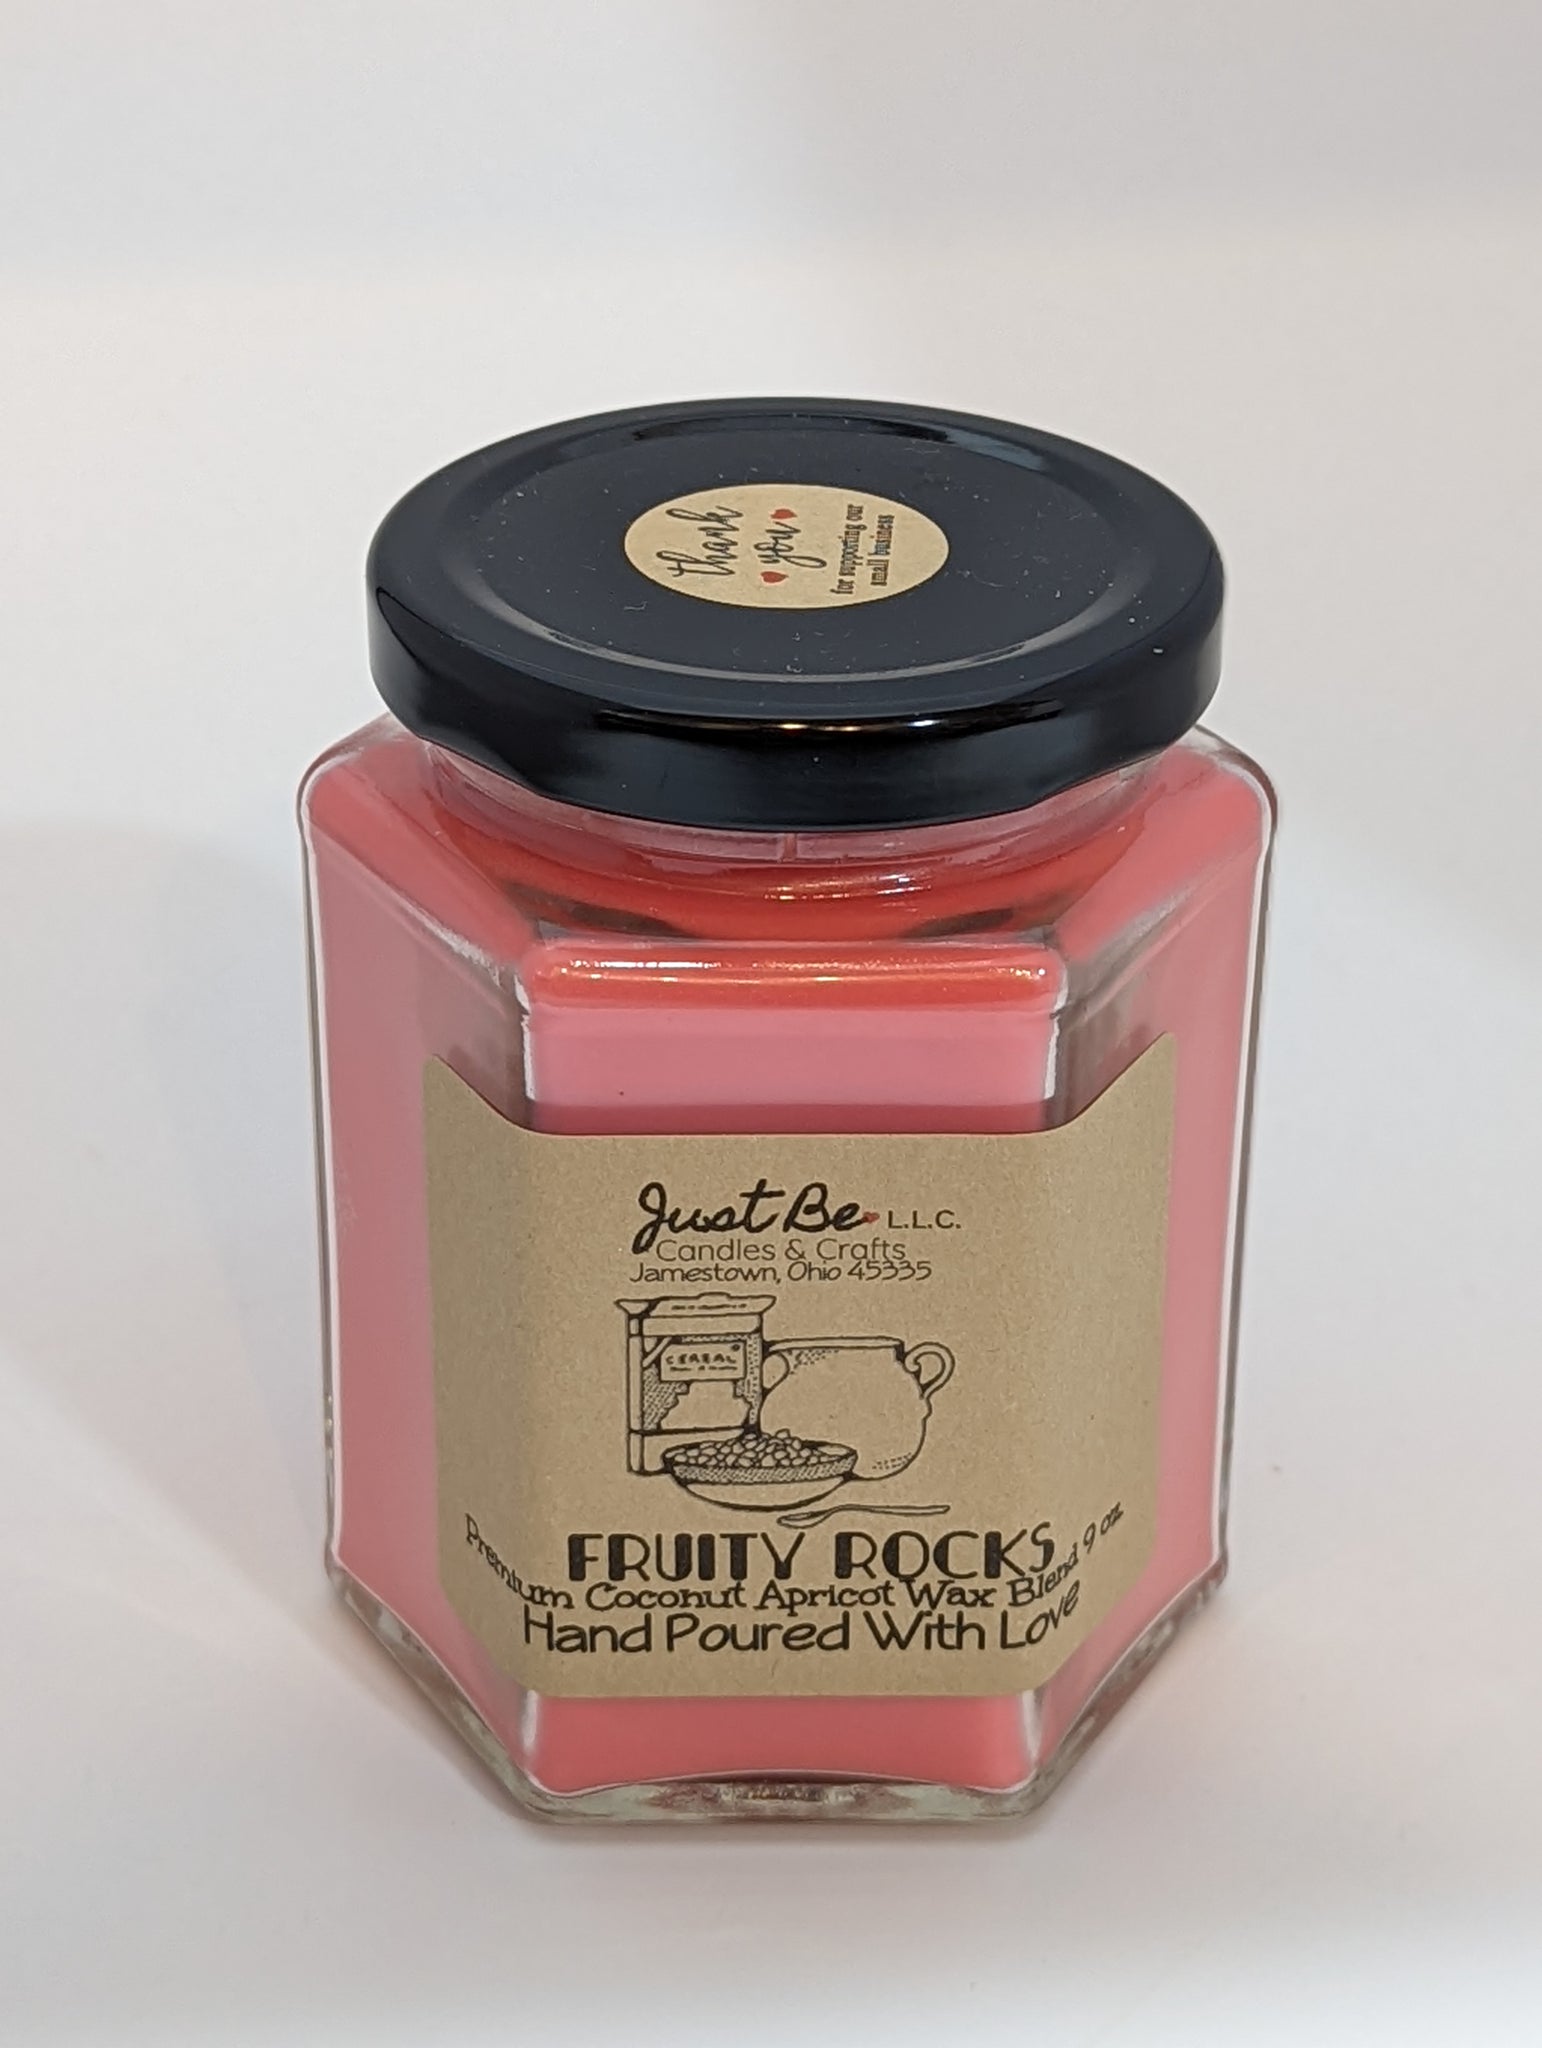 thank
you
for supporting our
small business
Just Be L.L.C.
Candles & Crafts
Jamestown, Ohio 45335
CEREAL
FRUITY ROCKS
Premium Coconut Apricot Wax Blend 9 oz
Hand Poured With Love